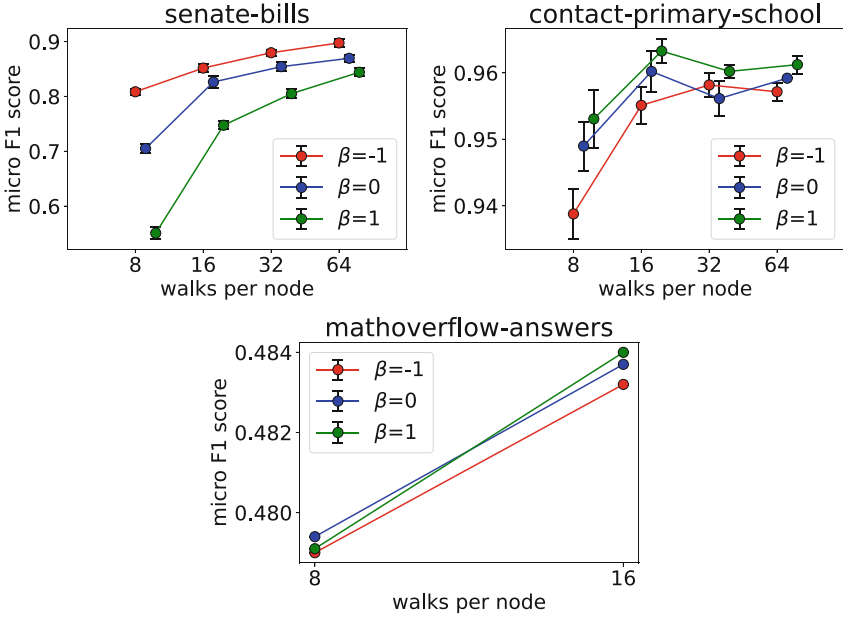 senate-bills
micro F1 score
0.9
0.8
0.7
0.6
β=-1
β=0
β=1
8 16 32 64
walks per node
contact-primary-school
micro F1 score
0.96
0.95
0.94
β=-1
β=0
β=1
8 16 32 64
walks per node
mathoverflow-answers
micro F1 score
0.484
0.482
0.480
β=-1
β=0
β=1
8 16
walks per node